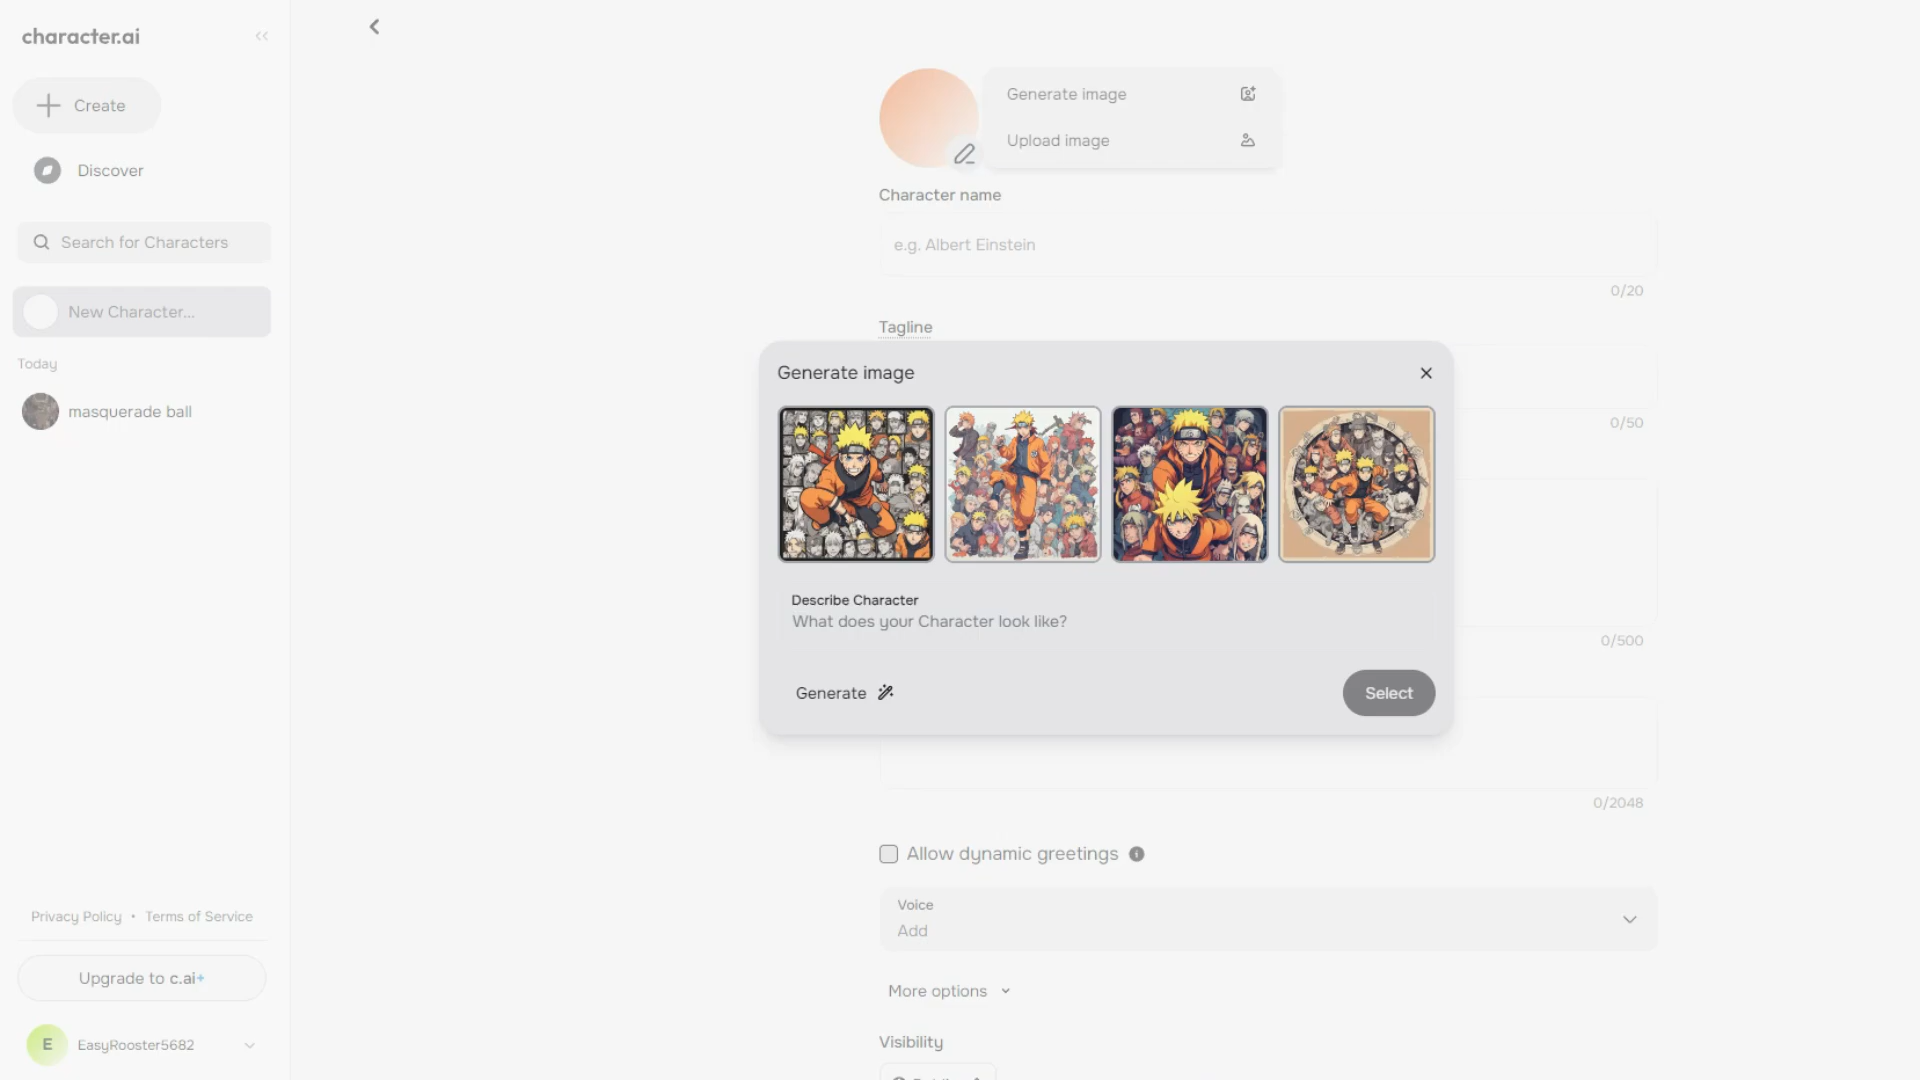 character.ai
Create
Discover
Search for Characters
New Character...
Today
masquerade ball
Privacy Policy • Terms of Service
Upgrade to c.ai+
E
EasyRooster5682
Generate image
Upload image
Character name
e.g. Albert Einstein
0/20
Tagline
0/50
Generate image
Describe Character
What does your Character look like?
Generate
Select
0/500
0/2048
Allow dynamic greetings
Voice
Add
More options
Visibility